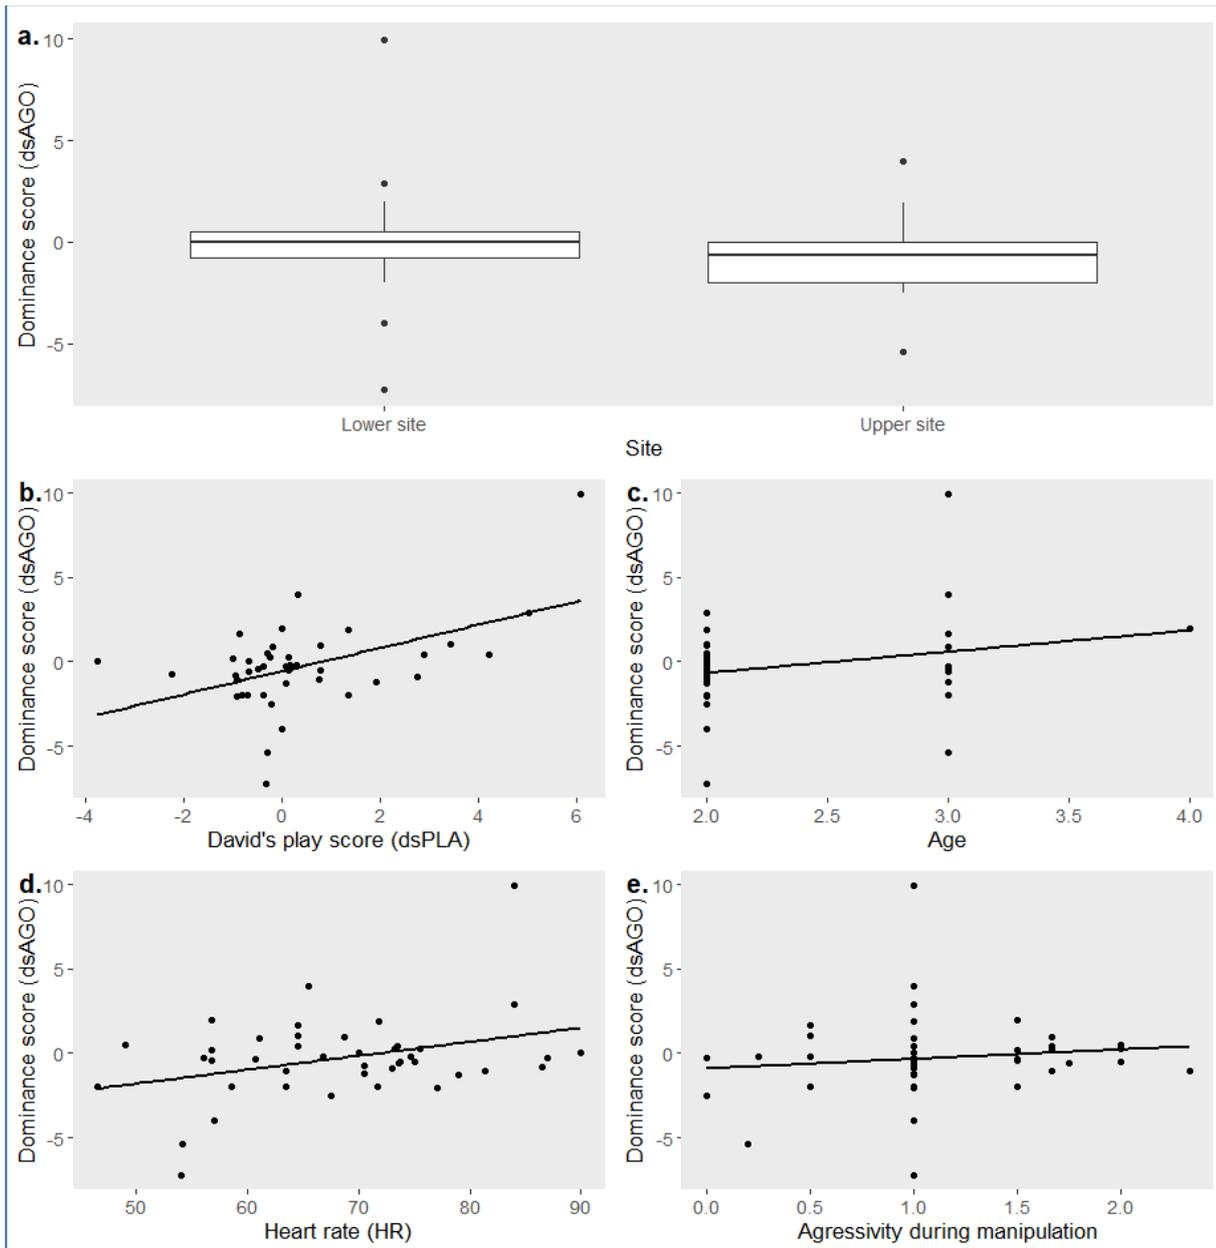 a.
10
5
0
-5
Dominance score (dsAGO)
Lower site
Upper site
Site
b.
10
5
0
-5
Dominance score (dsAGO)
-4 -2 0 2 4 6
David's play score (dsPLA)
c.
10
5
0
-5
Dominance score (dsAGO)
2.0 2.5 3.0 3.5 4.0
Age
d.
10
5
0
-5
Dominance score (dsAGO)
50 60 70 80 90
Heart rate (HR)
e.
10
5
0
-5
Dominance score (dsAGO)
0.0 0.5 1.0 1.5 2.0
Agressivity during manipulation